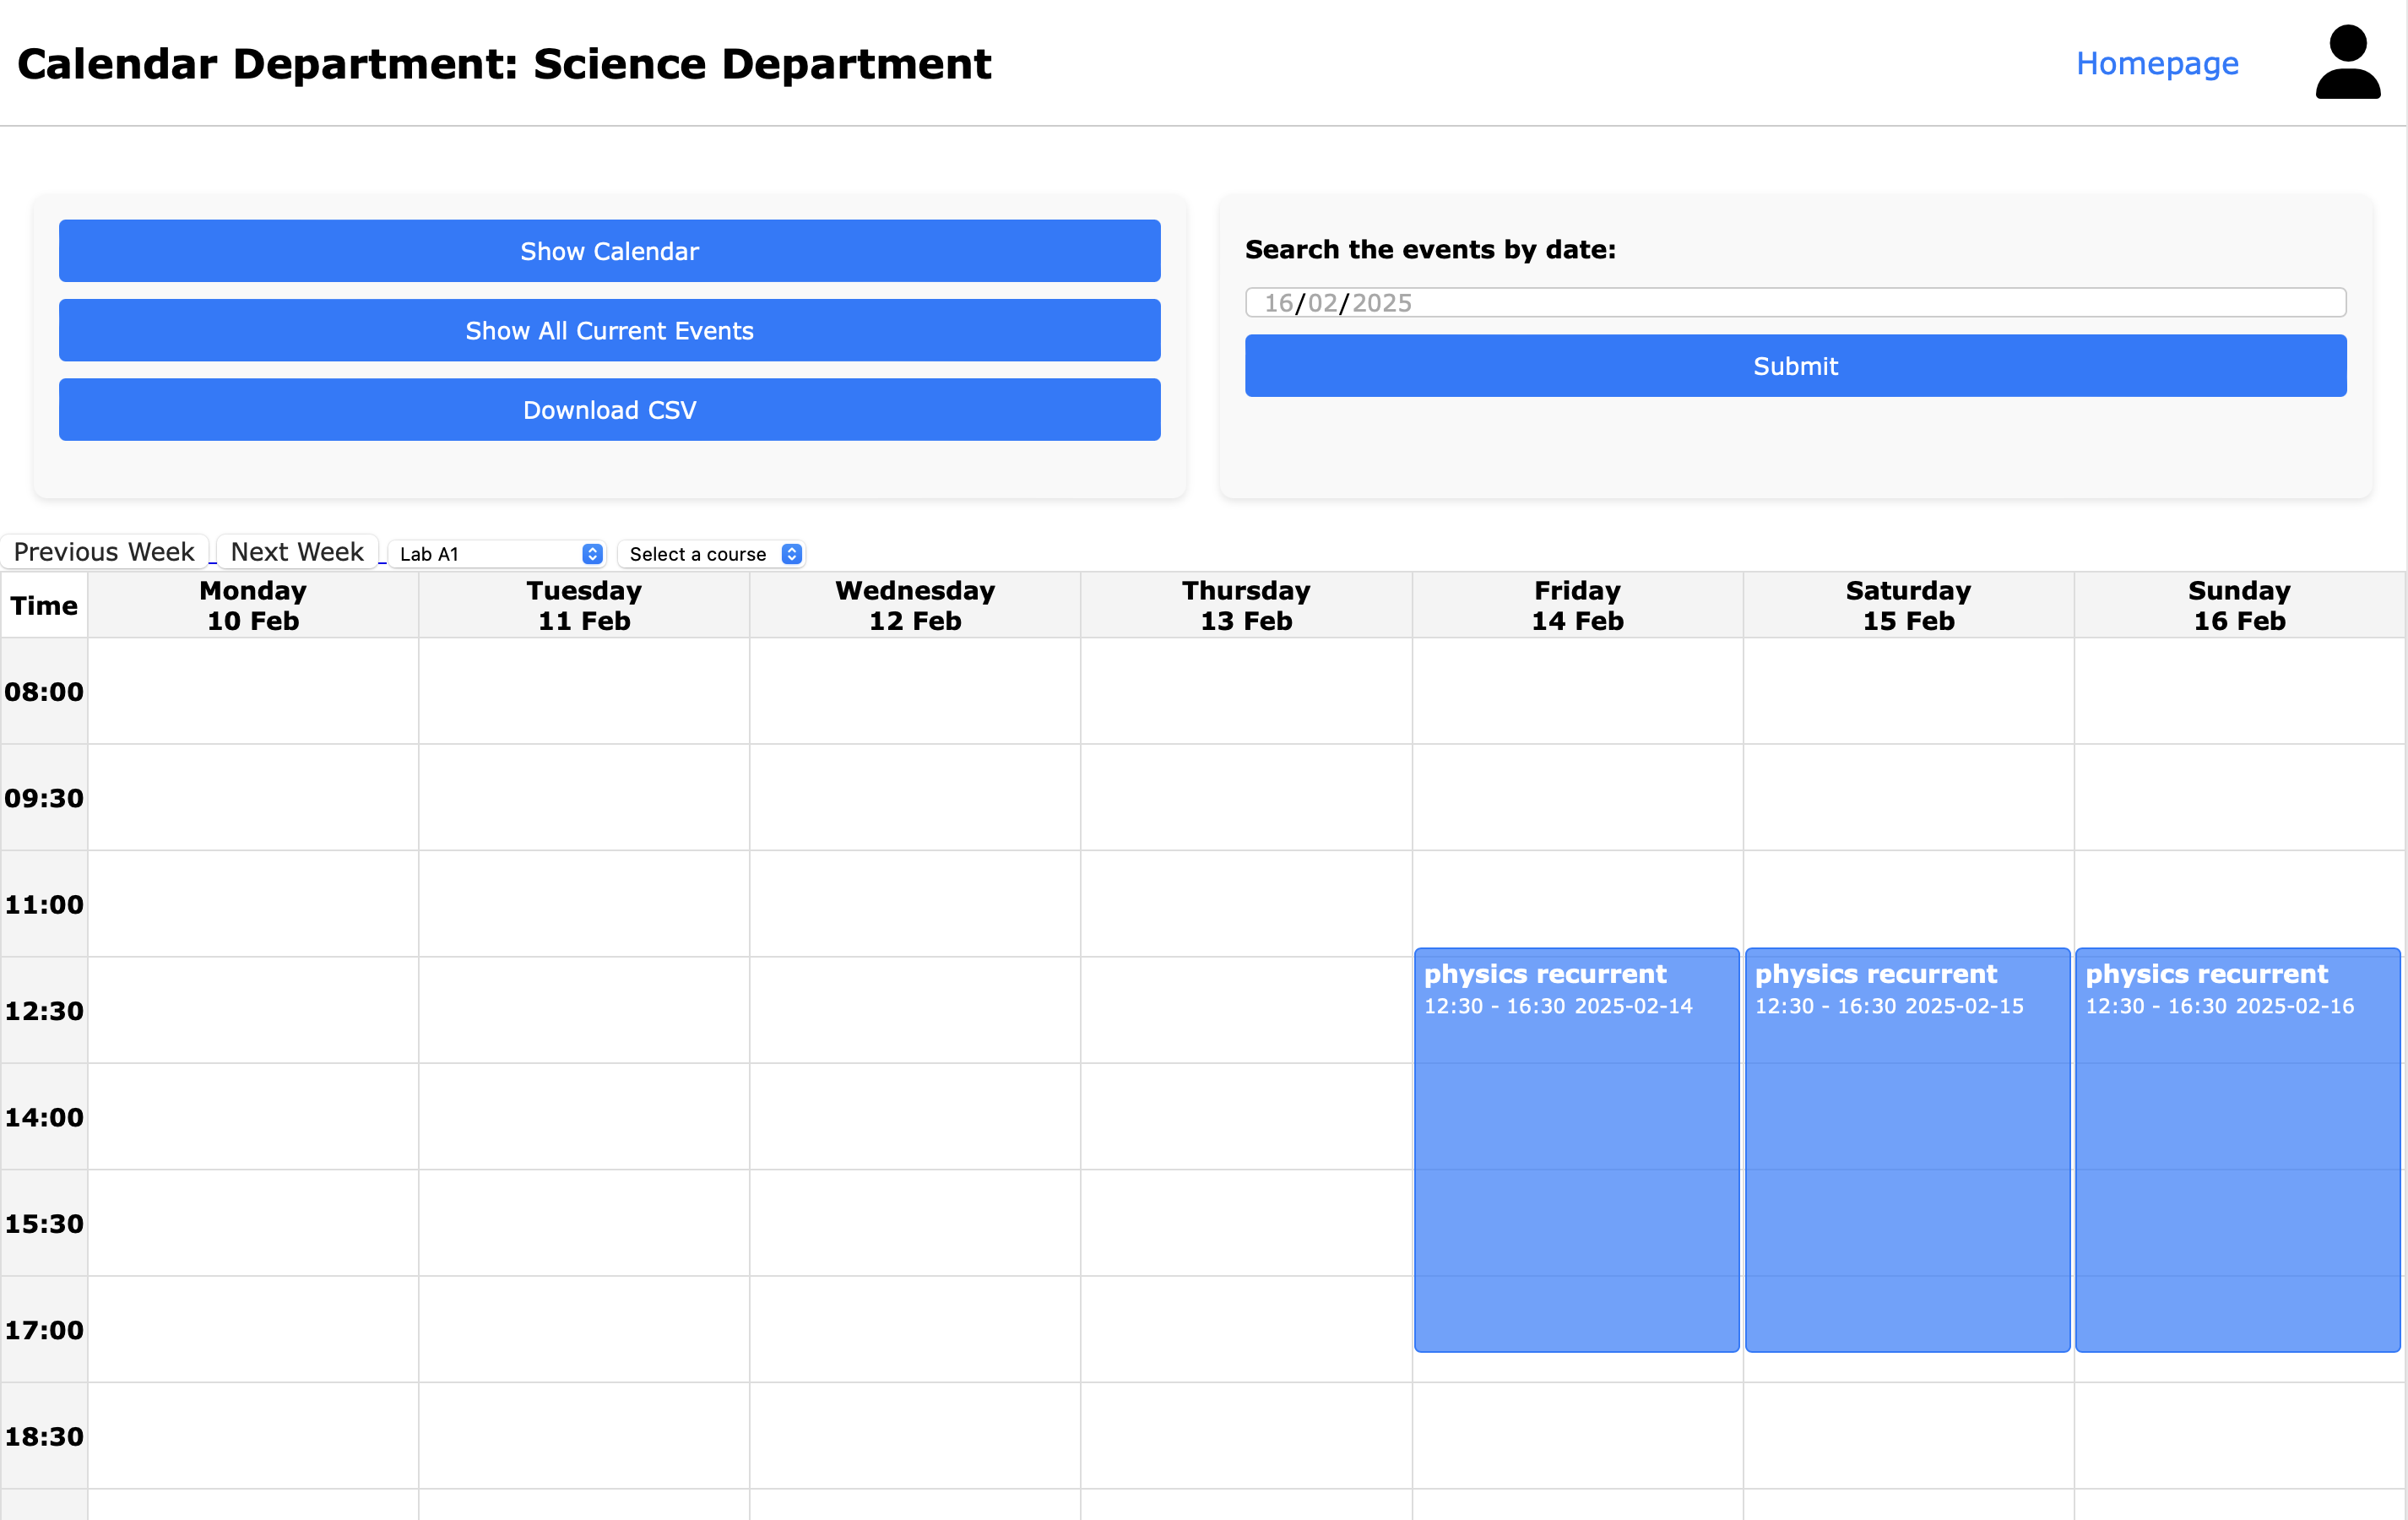 Calendar Department: Science Department
Homepage
Show Calendar
Show All Current Events
Download CSV
Search the events by date:
16/02/2025
Submit
Previous Week Next Week Lab A1 Select a course
Time Monday Tuesday Wednesday Thursday Friday Saturday Sunday
10 Feb 11 Feb 12 Feb 13 Feb 14 Feb 15 Feb 16 Feb
08:00
09:30
11:00
physics recurrent physics recurrent physics recurrent
12:30 - 16:30 2025-02-14 12:30 - 16:30 2025-02-15 12:30 - 16:30 2025-02-16
12:30
14:00
15:30
17:00
18:30